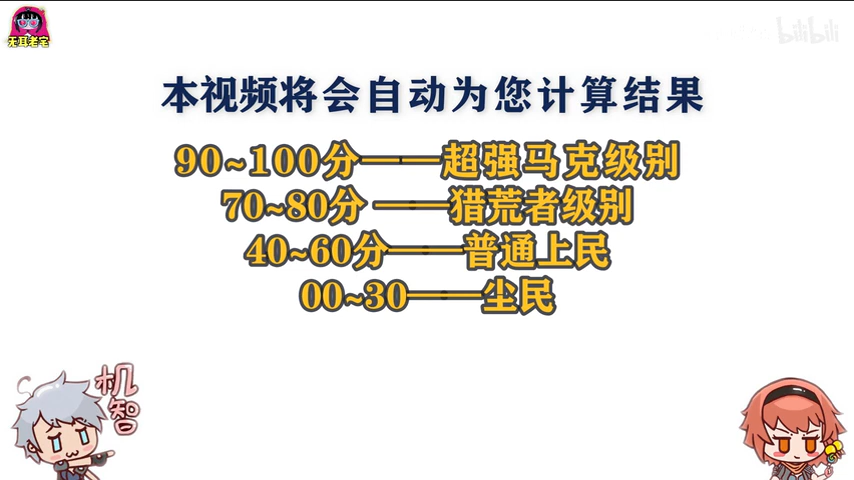 无耳老宅
bilibili
本视频将会自动为您计算结果
90~100分——超强马克级别
70~80分——猎荒者级别
40~60分——普通上民
00~30——尘民
机智